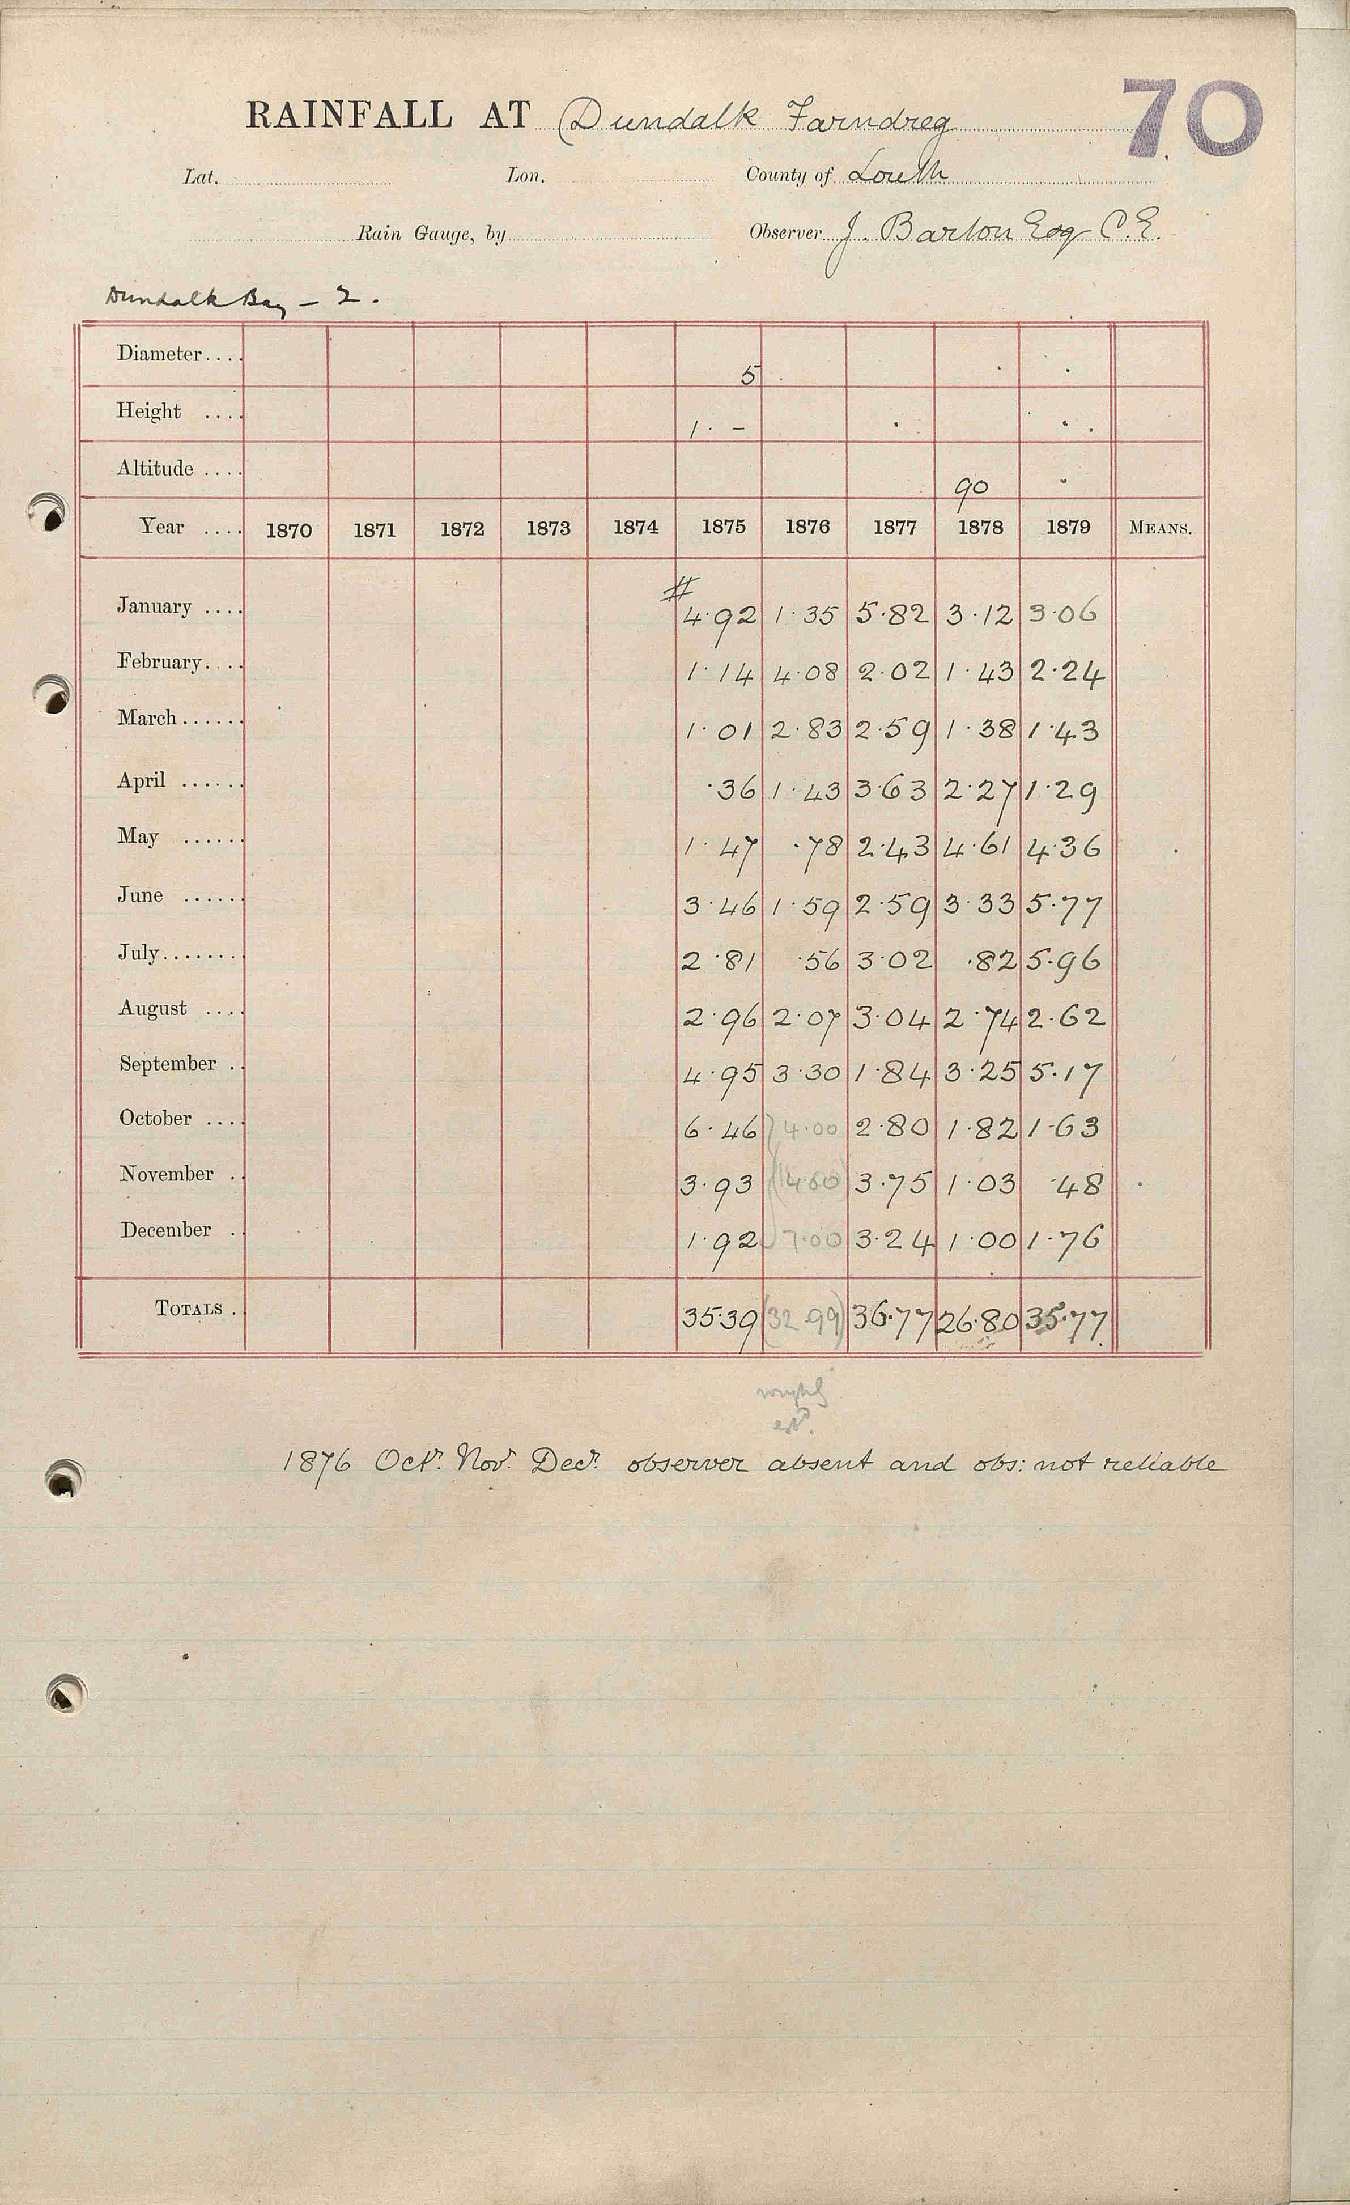 RAINFALL AT Dundalk Farndreg 70
Lat. Lon. County of Louth
Rain Gauge, by Observer J. Barton Esq C.E.
Dundalk Bay – 2.
Diameter.... 5
Height .... 1 · –
Altitude .... 90
Year .... 1870 1871 1872 1873 1874 1875 1876 1877 1878 1879 MEANS.
#
January .... 4·92 1·35 5·82 3·12 3·06
February.... 1·14 4·08 2·02 1·43 2·24
March...... 1·01 2·83 2·59 1·38 1·43
April ...... ·36 1·43 3·63 2·27 1·29
May ...... 1·47 ·78 2·43 4·61 4·36
June ...... 3·46 1·59 2·59 3·33 5·77
July........ 2·81 ·56 3·02 ·82 5·96
August .... 2·96 2·07 3·04 2·74 2·62
September .. 4·95 3·30 1·84 3·25 5·17
October .... 6·46 4·00 2·80 1·82 1·63
November .. 3·93 3·75 1·03 ·48
December .. 1·92 7·00 3·24 1·00 1·76
TOTALS . 35·39 (32.99) 36·77 26·80 35·77
est^d.
1876 Oct^r. Nov^r. Dec^r. observer absent and obs: not reliable